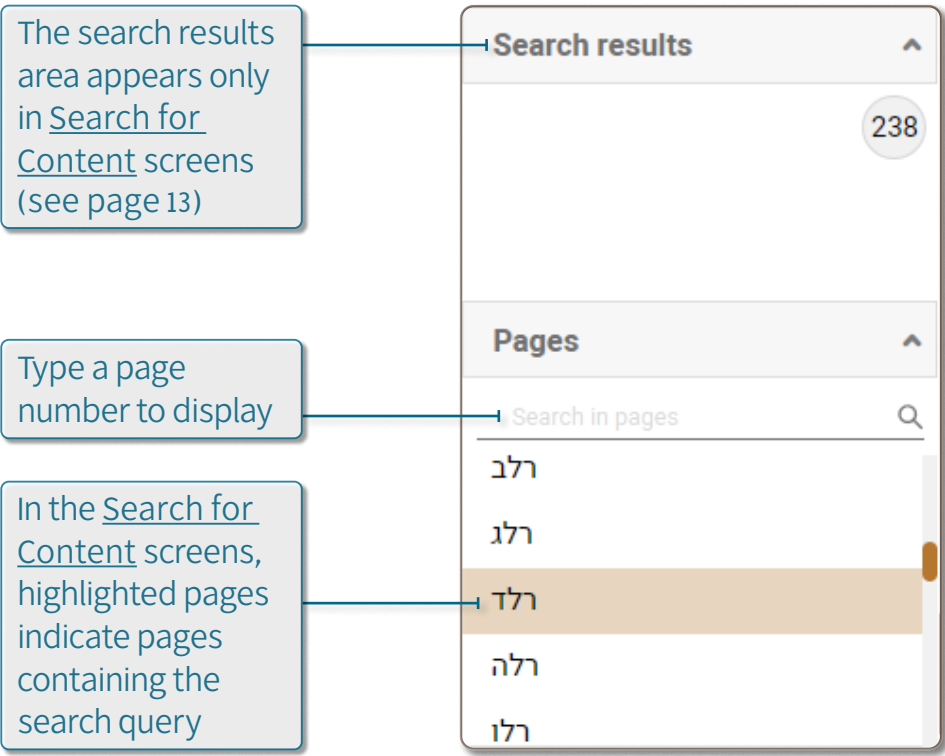 The search results
area appears only
in Search for
Content screens
(see page 13)
Type a page
number to display
In the Search for
Content screens,
highlighted pages
indicate pages
containing the
search query
Search results
238
Pages
Search in pages
רלב
רלג
רלד
רלה
רלו